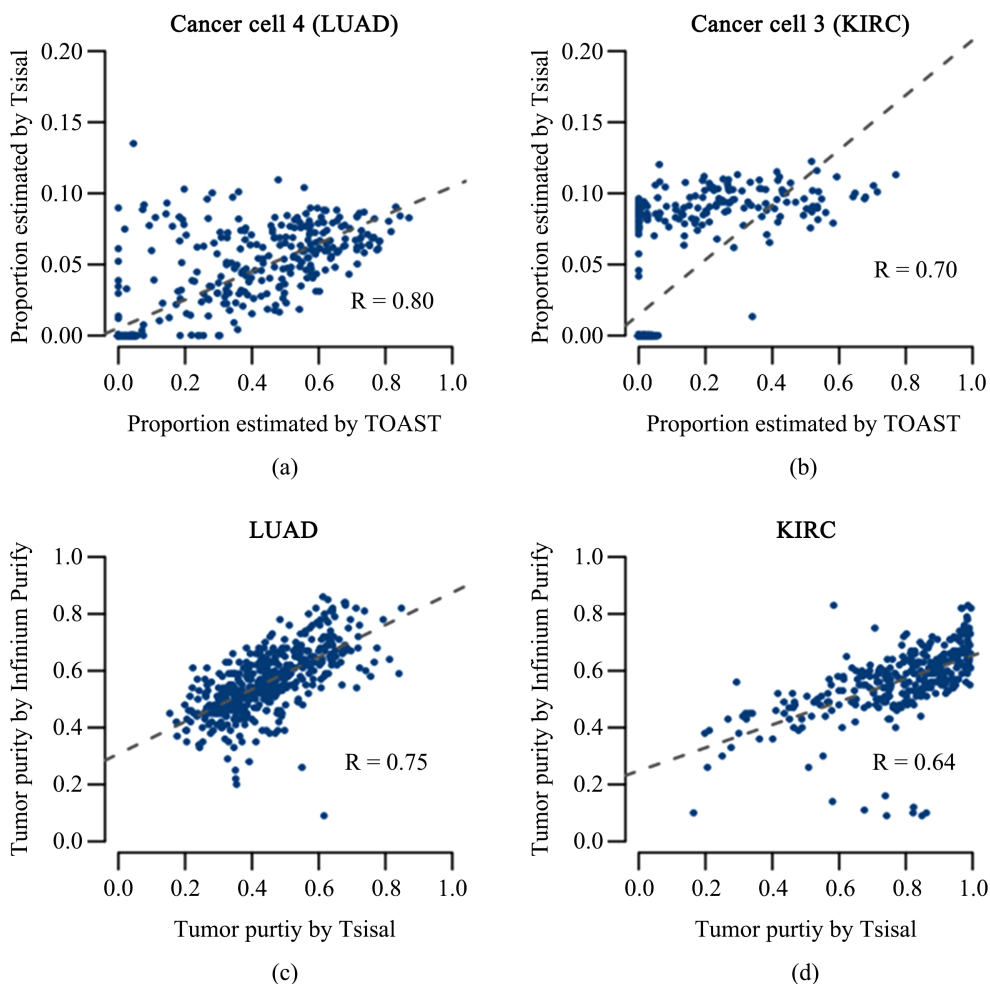 Cancer cell 4 (LUAD)
Proportion estimated by Tsisal
0.20
0.15
0.10
0.05
0.00
R = 0.80
0.0 0.2 0.4 0.6 0.8 1.0
Proportion estimated by TOAST
(a)
Cancer cell 3 (KIRC)
Proportion estimated by Tsisal
0.20
0.15
0.10
0.05
0.00
R = 0.70
0.0 0.2 0.4 0.6 0.8 1.0
Proportion estimated by TOAST
(b)
LUAD
Tumor purity by Infinium Purify
1.0
0.8
0.6
0.4
0.2
0.0
R = 0.75
0.0 0.2 0.4 0.6 0.8 1.0
Tumor purtiy by Tsisal
(c)
KIRC
Tumor purity by Infinium Purify
1.0
0.8
0.6
0.4
0.2
0.0
R = 0.64
0.0 0.2 0.4 0.6 0.8 1.0
Tumor purtiy by Tsisal
(d)